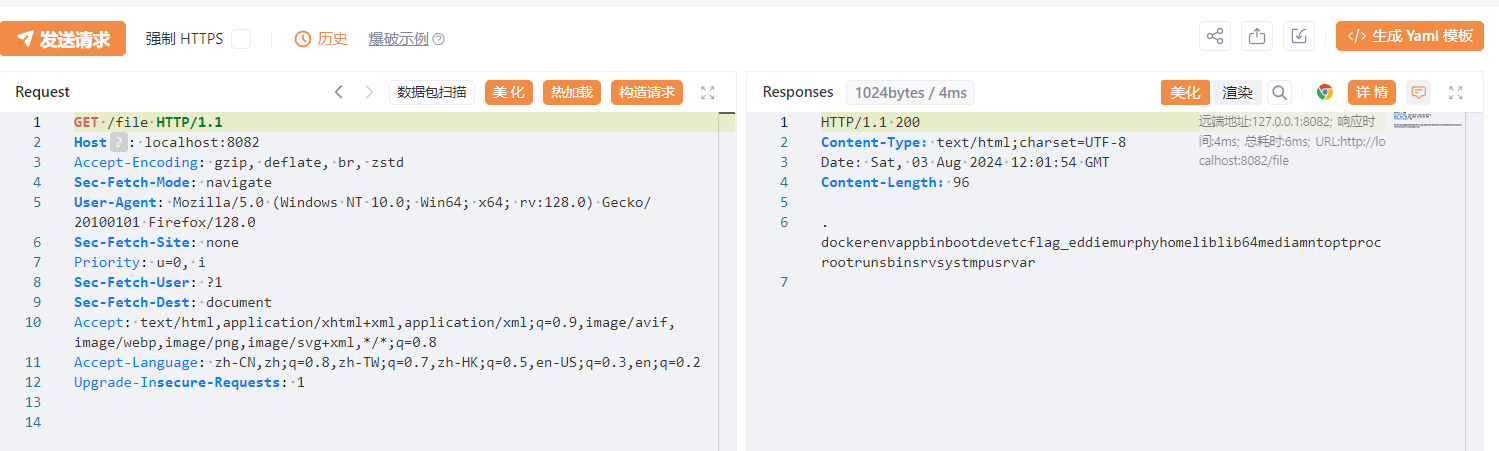 发送请求 强制 HTTPS 历史 爆破示例 ? 生成 Yaml 模板
Request 数据包扫描 美化 热加载 构造请求
1 GET /file HTTP/1.1
2 Host ? : localhost:8082
3 Accept-Encoding: gzip, deflate, br, zstd
4 Sec-Fetch-Mode: navigate
5 User-Agent: Mozilla/5.0 (Windows NT 10.0; Win64; x64; rv:128.0) Gecko/
20100101 Firefox/128.0
6 Sec-Fetch-Site: none
7 Priority: u=0, i
8 Sec-Fetch-User: ?1
9 Sec-Fetch-Dest: document
10 Accept: text/html,application/xhtml+xml,application/xml;q=0.9,image/avif,
image/webp,image/png,image/svg+xml,*/*;q=0.8
11 Accept-Language: zh-CN,zh;q=0.8,zh-TW;q=0.7,zh-HK;q=0.5,en-US;q=0.3,en;q=0.2
12 Upgrade-Insecure-Requests: 1
13
14
Responses 1024bytes / 4ms 美化 渲染 详情
1 HTTP/1.1 200
2 Content-Type: text/html;charset=UTF-8
3 Date: Sat, 03 Aug 2024 12:01:54 GMT
4 Content-Length: 96
5
6 .
dockerenvappbinbootdevetcflag_eddiemurphyhomeliblib64mediamntoptproc
rootrunsbinsrvsystmpusrvar
7
远端地址:127.0.0.1:8082; 响应时
间:4ms; 总耗时:6ms; URL:http://lo
calhost:8082/file